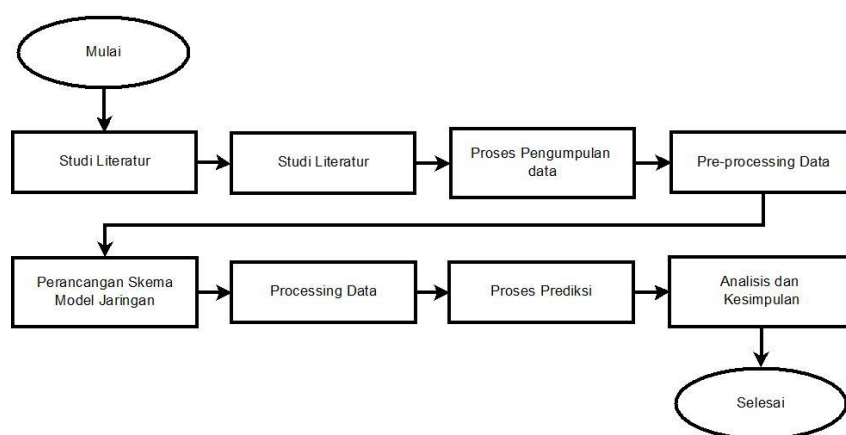 Mulai
Studi Literatur
Studi Literatur
Proses Pengumpulan
data
Pre-processing Data
Perancangan Skema
Model Jaringan
Processing Data
Proses Prediksi
Analisis dan
Kesimpulan
Selesai